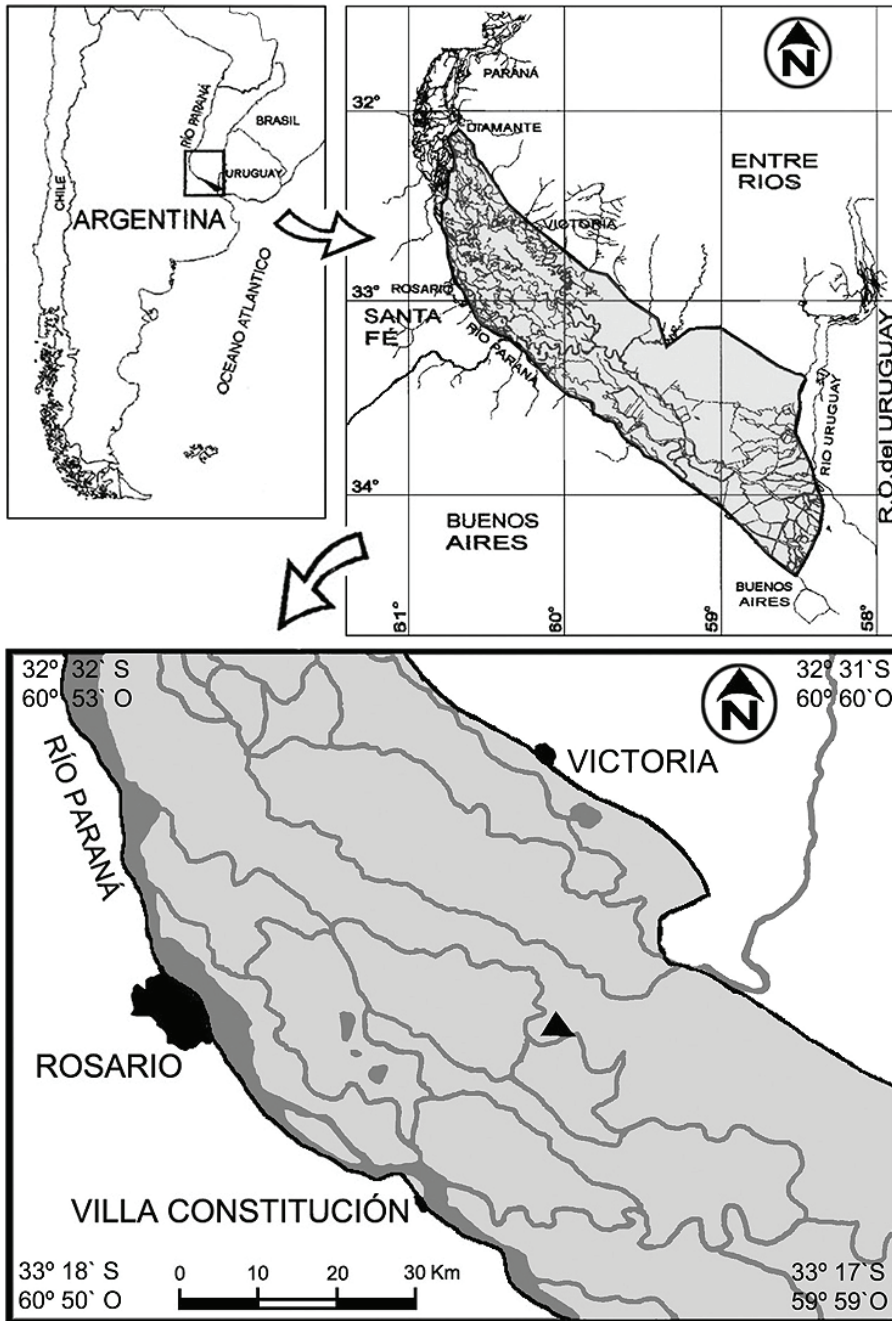 RÍO PARANÁ
BRASIL
URUGUAY
CHILE
ARGENTINA
OCEANO ATLANTICO
N
PARANÁ
32°
DIAMANTE
ENTRE
RIOS
VICTORIA
33°
ROSARIO
SANTA
FÉ
RÍO PARANÁ
RIO URUGUAY
R.O.del URUGUAY
34°
BUENOS
AIRES
BUENOS
AIRES
61°
60°
59°
58°
32º 32` S
60º 53` O
32º 31`S
60º 60`O
N
VICTORIA
RÍO PARANÁ
ROSARIO
VILLA CONSTITUCIÓN
33º 18` S
60º 50` O
0 10 20 30 Km
33º 17`S
59º 59`O